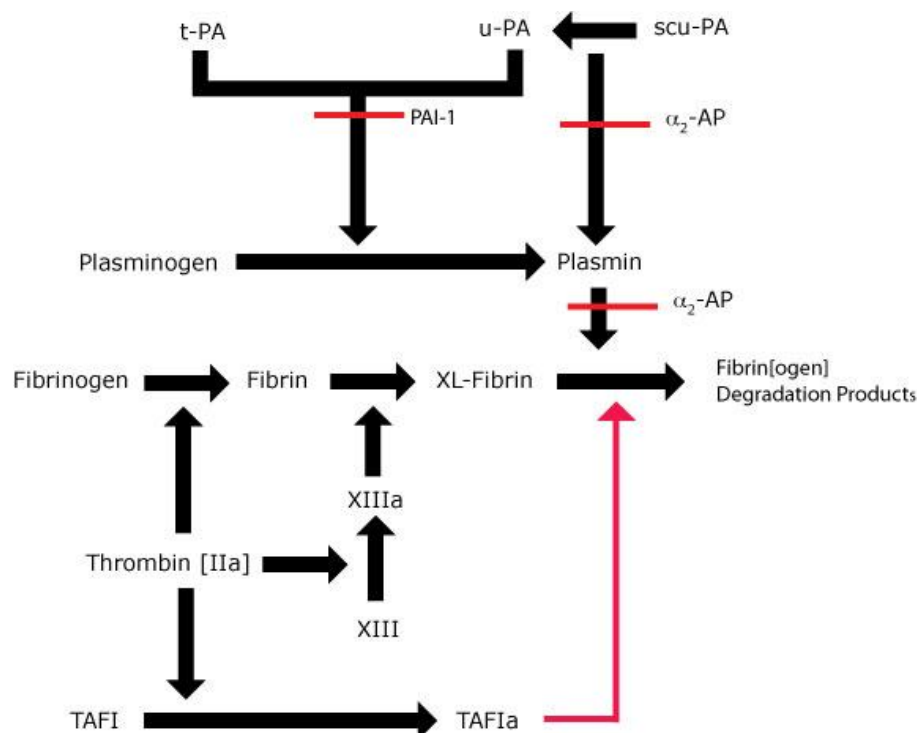 t-PA
u-PA
scu-PA
PAI-1
α₂-AP
Plasminogen
Plasmin
α₂-AP
Fibrinogen
Fibrin
XL-Fibrin
Fibrin[ogen]
Degradation Products
XIIIa
Thrombin [IIa]
XIII
TAFI
TAFIa